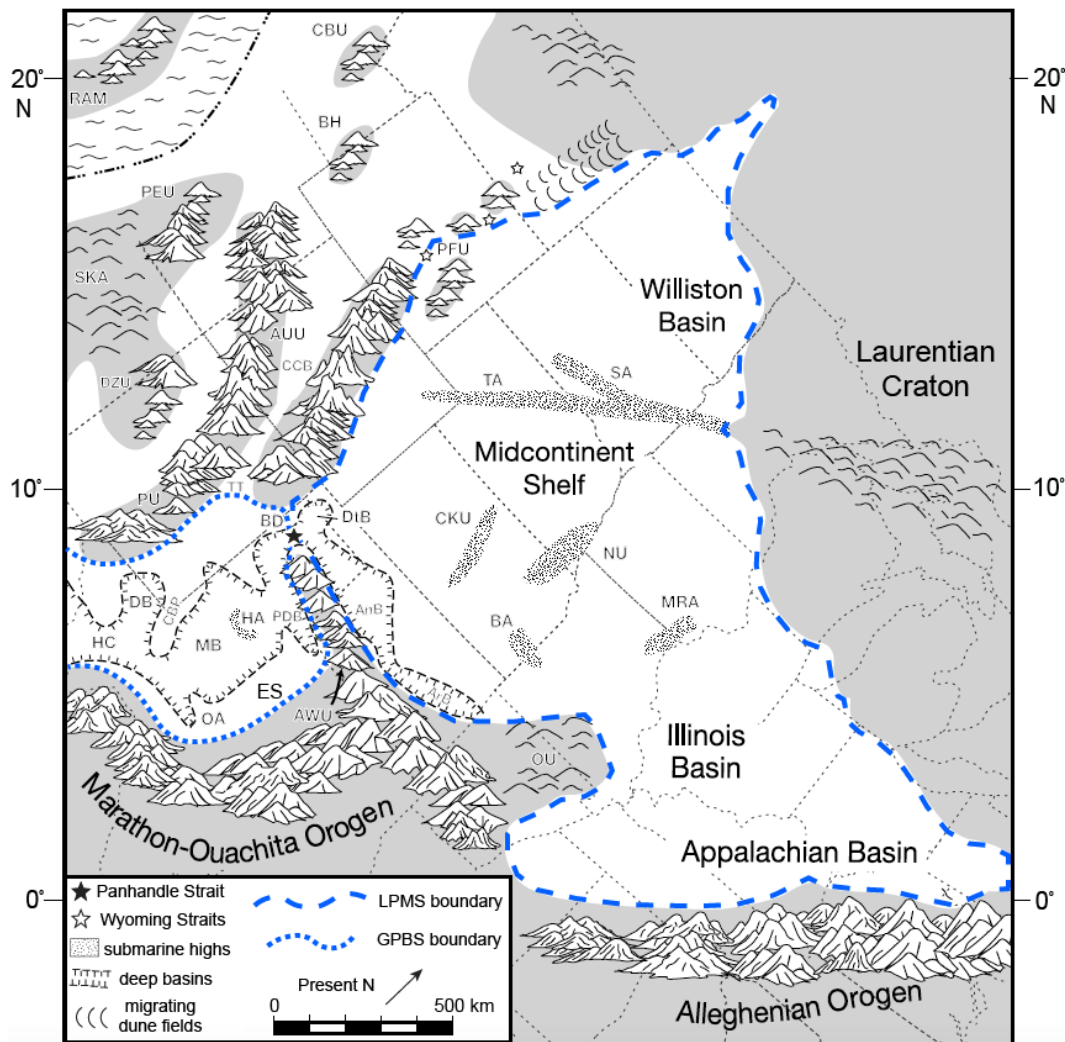 CBU
20°
N
20°
N
RAM
BH
PEU
PFU
SKA
Williston
Basin
AUU
Laurentian
Craton
CCB
DZU
TA
SA
Midcontinent
Shelf
10°
10°
PU
TT
BD
DtB
CKU
NU
DB
CBP
HA
PDB
AnB
MRA
BA
HC
MB
ES
OA
AWU
ArB
Illinois
Basin
OU
Marathon-Ouachita Orogen
Appalachian Basin
0°
0°
Panhandle Strait
LPMS boundary
Wyoming Straits
GPBS boundary
submarine highs
deep basins
Present N
migrating
dune fields
0 500 km
Alleghenian Orogen